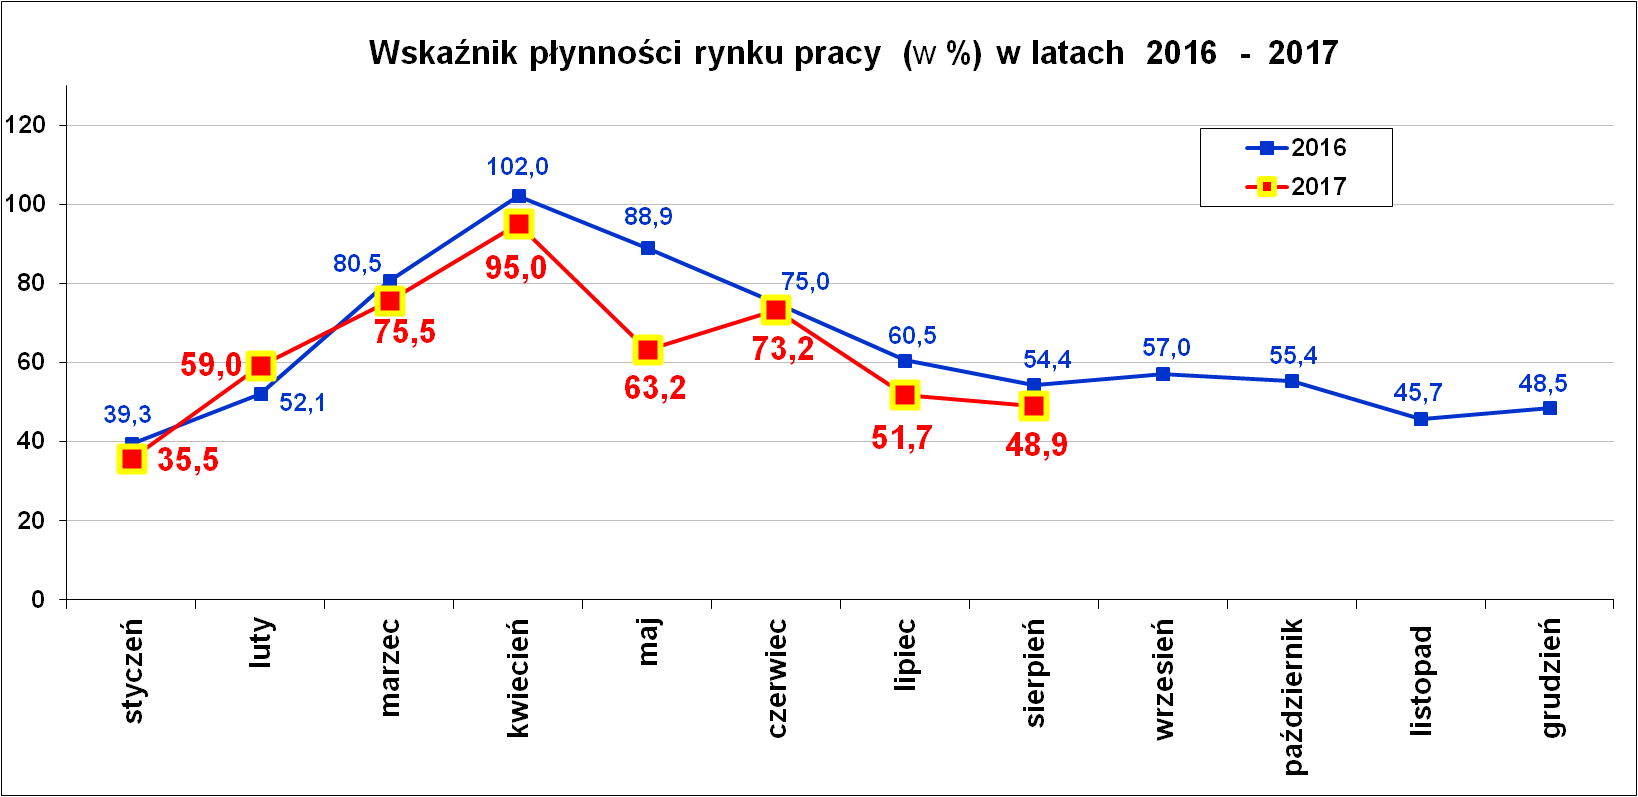 Wskaźnik płynności rynku pracy (w %) w latach 2016 - 2017
2016
2017
120
100
80
60
40
20
0
39,3
52,1
80,5
102,0
88,9
75,0
60,5
54,4
57,0
55,4
45,7
48,5
35,5
59,0
75,5
95,0
63,2
73,2
51,7
48,9
styczeń
luty
marzec
kwiecień
maj
czerwiec
lipiec
sierpień
wrzesień
październik
listopad
grudzień